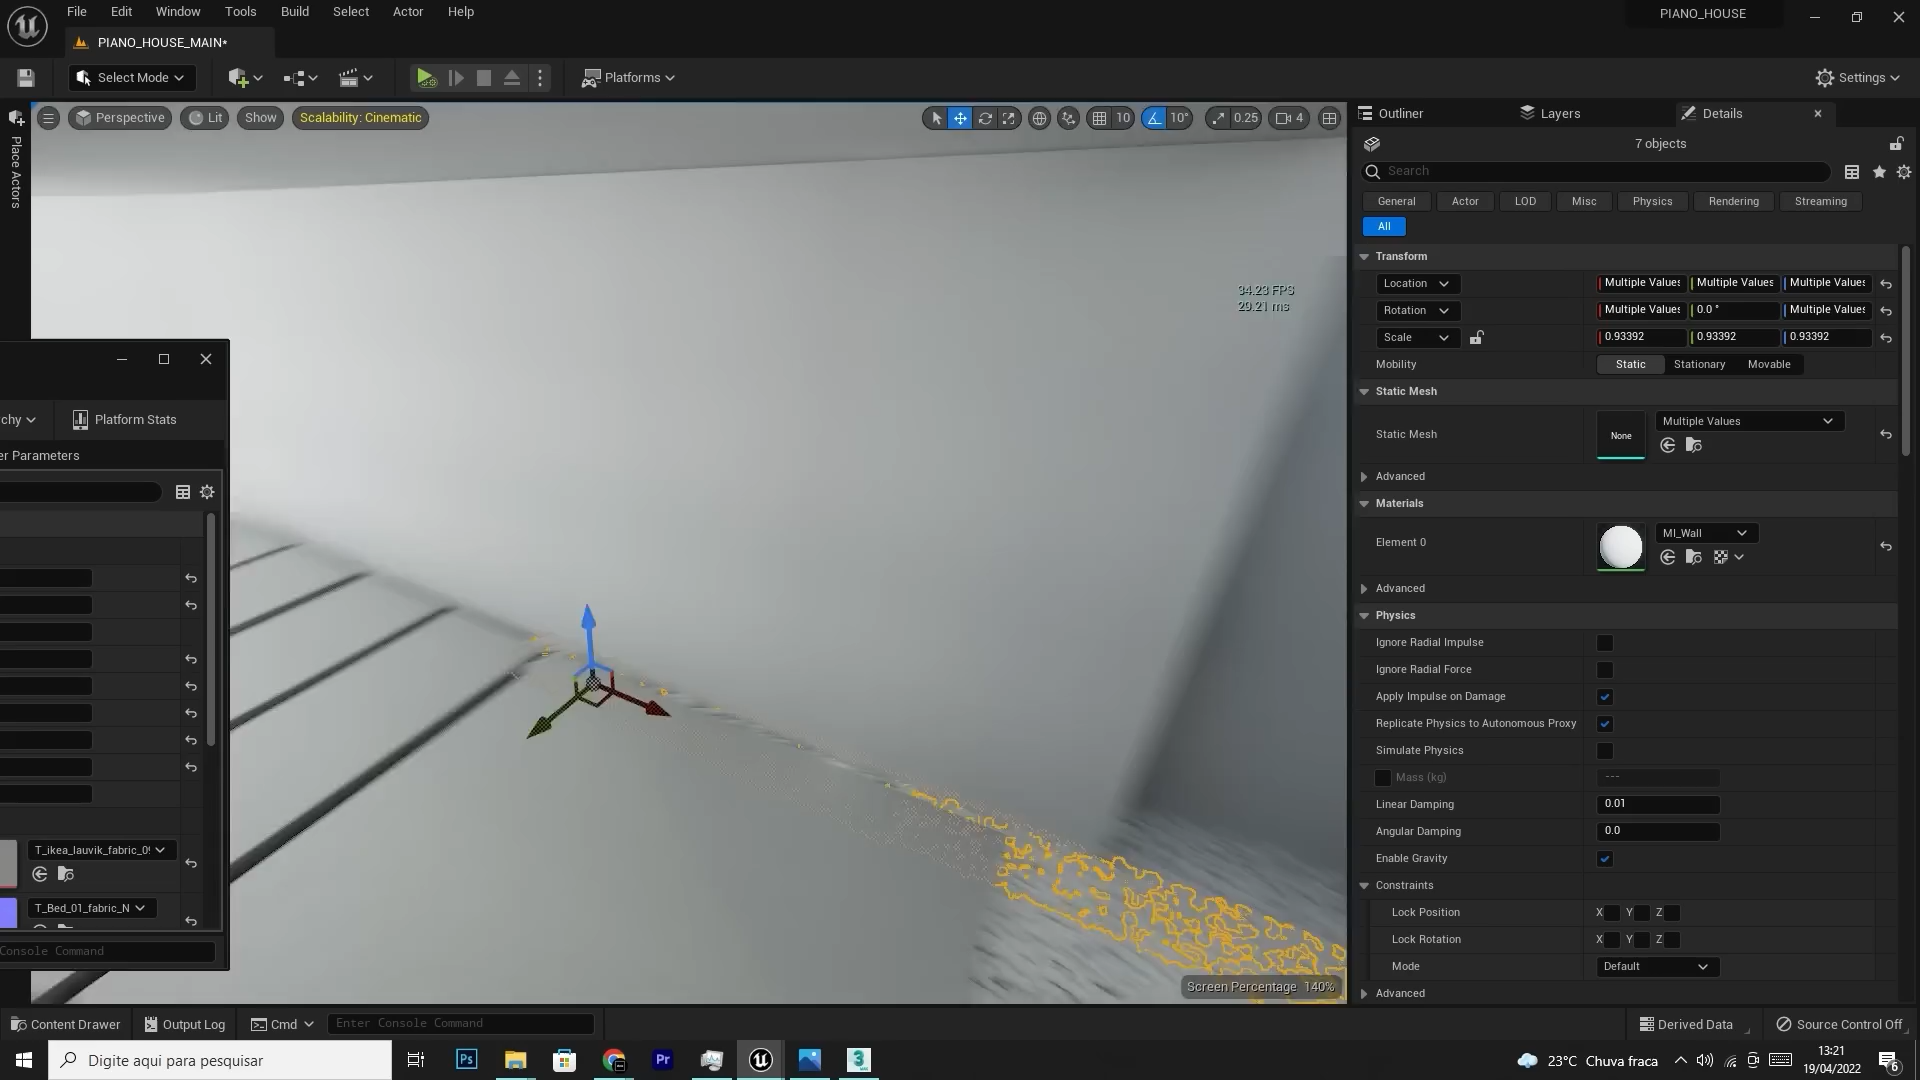 File Edit Window Tools Build Select Actor Help
PIANO_HOUSE
PIANO_HOUSE_MAIN*
Select Mode
Platforms
Settings
Place Actors
Perspective Lit Show Scalability: Cinematic
10 10° 0.25 4
34.23 FPS
29.21 ms
chy Platform Stats
er Parameters
T_ikea_lauvik_fabric_09
T_Bed_01_fabric_N
Console Command
Screen Percentage 140%
Outliner Layers Details
7 objects
Search
General Actor LOD Misc Physics Rendering Streaming
All
Transform
Location Multiple Values Multiple Values Multiple Values
Rotation Multiple Values 0.0 ° Multiple Values
Scale 0.93392 0.93392 0.93392
Mobility Static Stationary Movable
Static Mesh
Static Mesh None Multiple Values
Advanced
Materials
Element 0 MI_Wall
Advanced
Physics
Ignore Radial Impulse
Ignore Radial Force
Apply Impulse on Damage
Replicate Physics to Autonomous Proxy
Simulate Physics
Mass (kg) ---
Linear Damping 0.01
Angular Damping 0.0
Enable Gravity
Constraints
Lock Position X Y Z
Lock Rotation X Y Z
Mode Default
Advanced
Content Drawer Output Log Cmd Enter Console Command
Derived Data Source Control Off
Digite aqui para pesquisar
Ps Pr 3
23°C Chuva fraca
13:21
19/04/2022
6